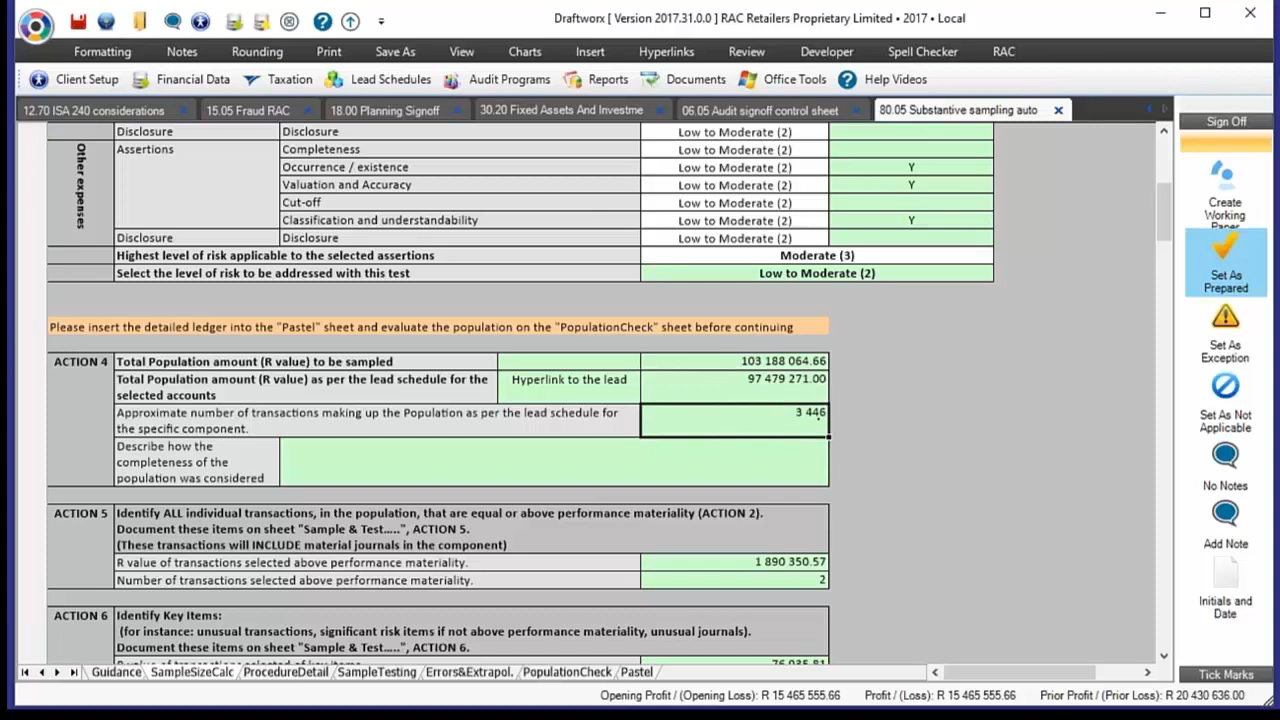 Draftworx [ Version 2017.31.0.0 ] RAC Retailers Proprietary Limited • 2017 • Local
Formatting Notes Rounding Print Save As View Charts Insert Hyperlinks Review Developer Spell Checker RAC
Client Setup Financial Data Taxation Lead Schedules Audit Programs Reports Documents Office Tools Help Videos
12.70 ISA 240 considerations 15.05 Fraud RAC 18.00 Planning Signoff 30.20 Fixed Assets And Investme 06.05 Audit signoff control sheet 80.05 Substantive sampling auto
Other expenses
Disclosure Disclosure Low to Moderate (2)
Assertions Completeness Low to Moderate (2)
Occurrence / existence Low to Moderate (2) Y
Valuation and Accuracy Low to Moderate (2) Y
Cut-off Low to Moderate (2)
Classification and understandability Low to Moderate (2) Y
Disclosure Disclosure Low to Moderate (2)
Highest level of risk applicable to the selected assertions Moderate (3)
Select the level of risk to be addressed with this test Low to Moderate (2)
Please insert the detailed ledger into the "Pastel" sheet and evaluate the population on the "PopulationCheck" sheet before continuing
ACTION 4 Total Population amount (R value) to be sampled 103 188 064.66
Total Population amount (R value) as per the lead schedule for the Hyperlink to the lead 97 479 271.00
selected accounts
Approximate number of transactions making up the Population as per the lead schedule for 3 446
the specific component.
Describe how the
completeness of the
population was considered
ACTION 5 Identify ALL individual transactions, in the population, that are equal or above performance materiality (ACTION 2).
Document these items on sheet "Sample & Test.....", ACTION 5.
(These transactions will INCLUDE material journals in the component)
R value of transactions selected above performance materiality. 1 890 350.57
Number of transactions selected above performance materiality. 2
ACTION 6 Identify Key Items:
(for instance: unusual transactions, significant risk items if not above performance materiality, unusual journals).
Document these items on sheet "Sample & Test.....", ACTION 6.
R value of transactions selected of key items 76 035.81
Guidance SampleSizeCalc ProcedureDetail SampleTesting Errors&Extrapol. PopulationCheck Pastel
Opening Profit / (Opening Loss): R 15 465 555.66 Profit / (Loss): R 15 465 555.66 Prior Profit / (Prior Loss): R 20 430 636.00
Sign Off
Create
Working
Paper
Set As
Prepared
Set As
Exception
Set As Not
Applicable
No Notes
Add Note
Initials and
Date
Tick Marks